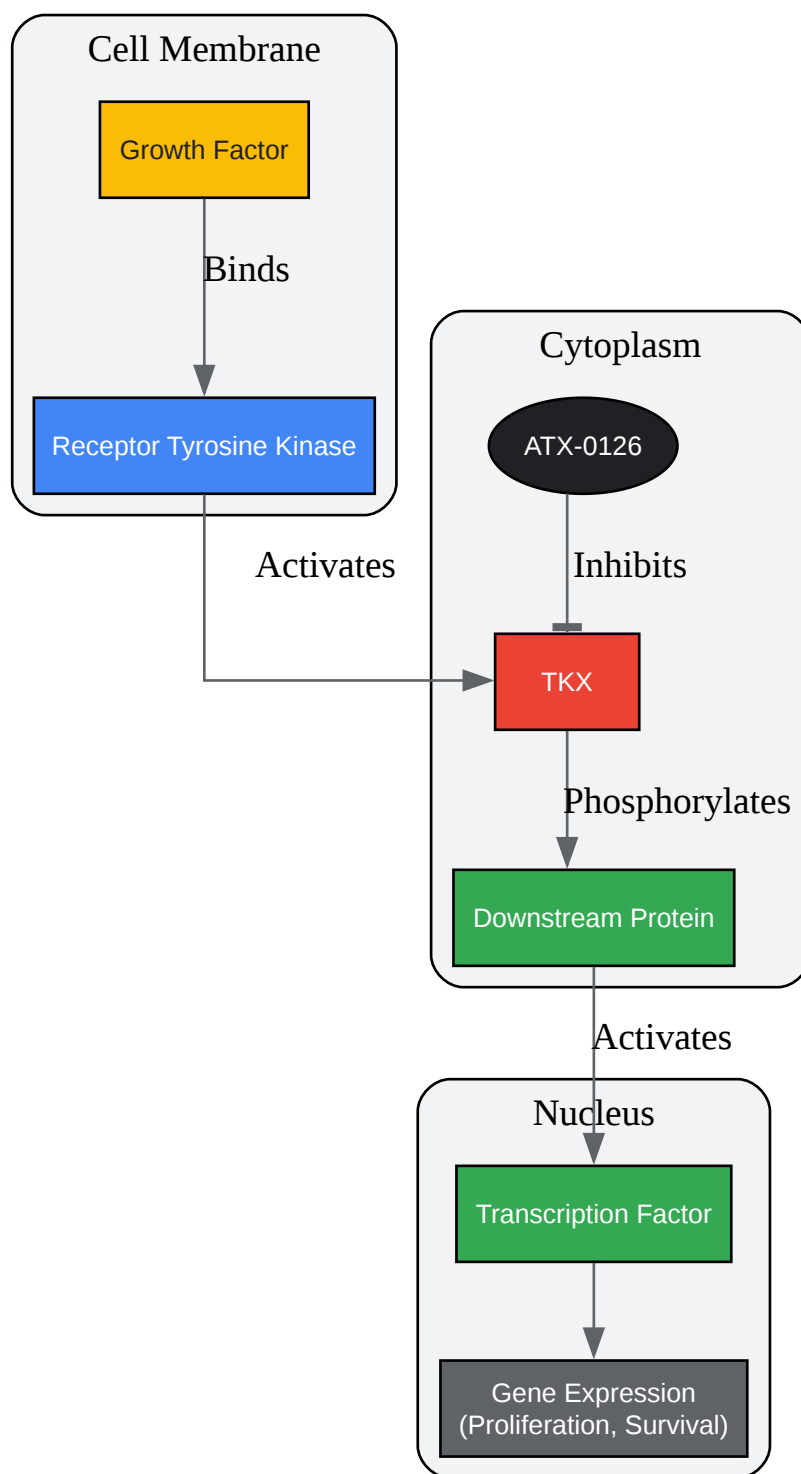 Cell Membrane
Growth Factor
Binds
Receptor Tyrosine Kinase
Activates
Cytoplasm
ATX-0126
Inhibits
TKX
Phosphorylates
Downstream Protein
Activates
Nucleus
Transcription Factor
Gene Expression
(Proliferation, Survival)